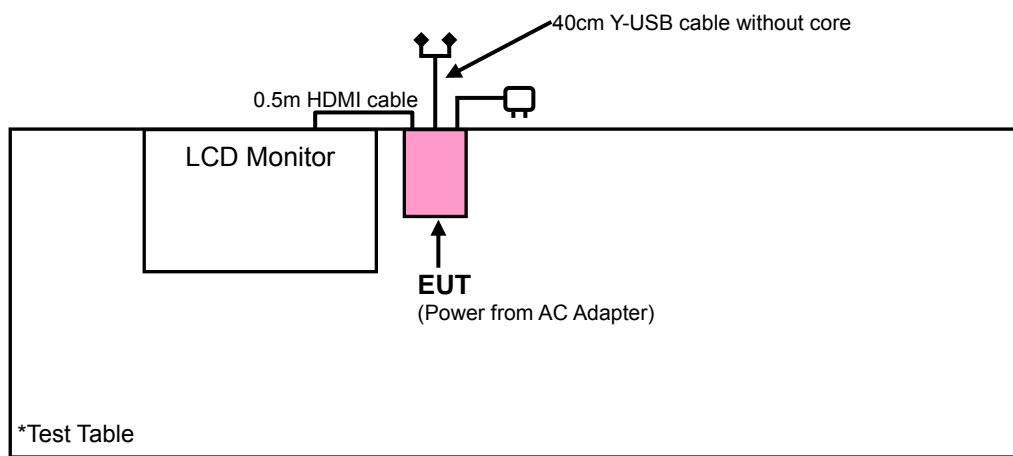 40cm Y-USB cable without core
0.5m HDMI cable
LCD Monitor
EUT
(Power from AC Adapter)
*Test Table